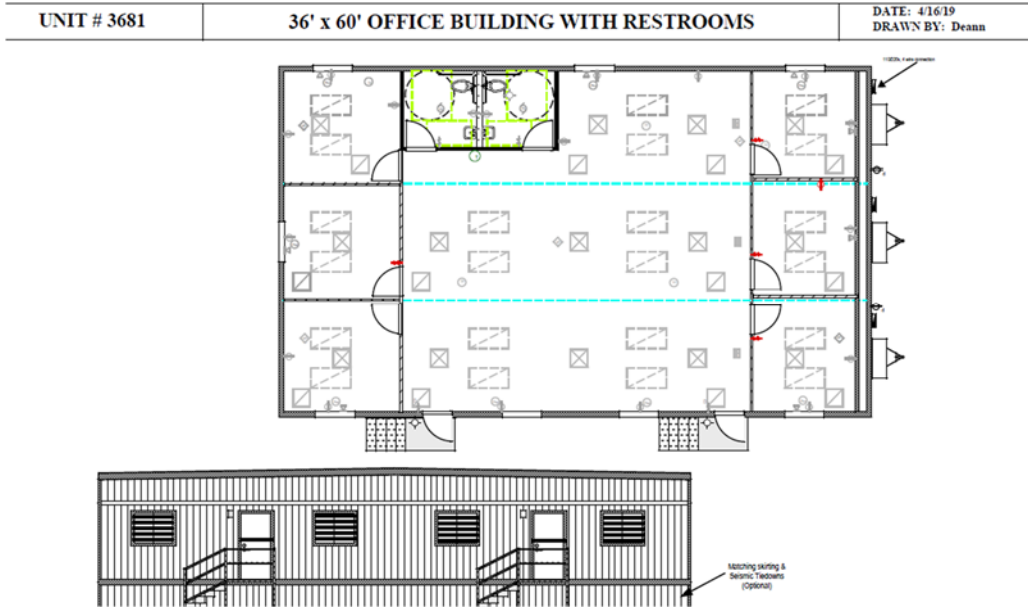 UNIT # 3681
36' x 60' OFFICE BUILDING WITH RESTROOMS
DATE: 4/16/19
DRAWN BY: Deann
Matching skirting &
Seismic Tiedowns
(Optional)